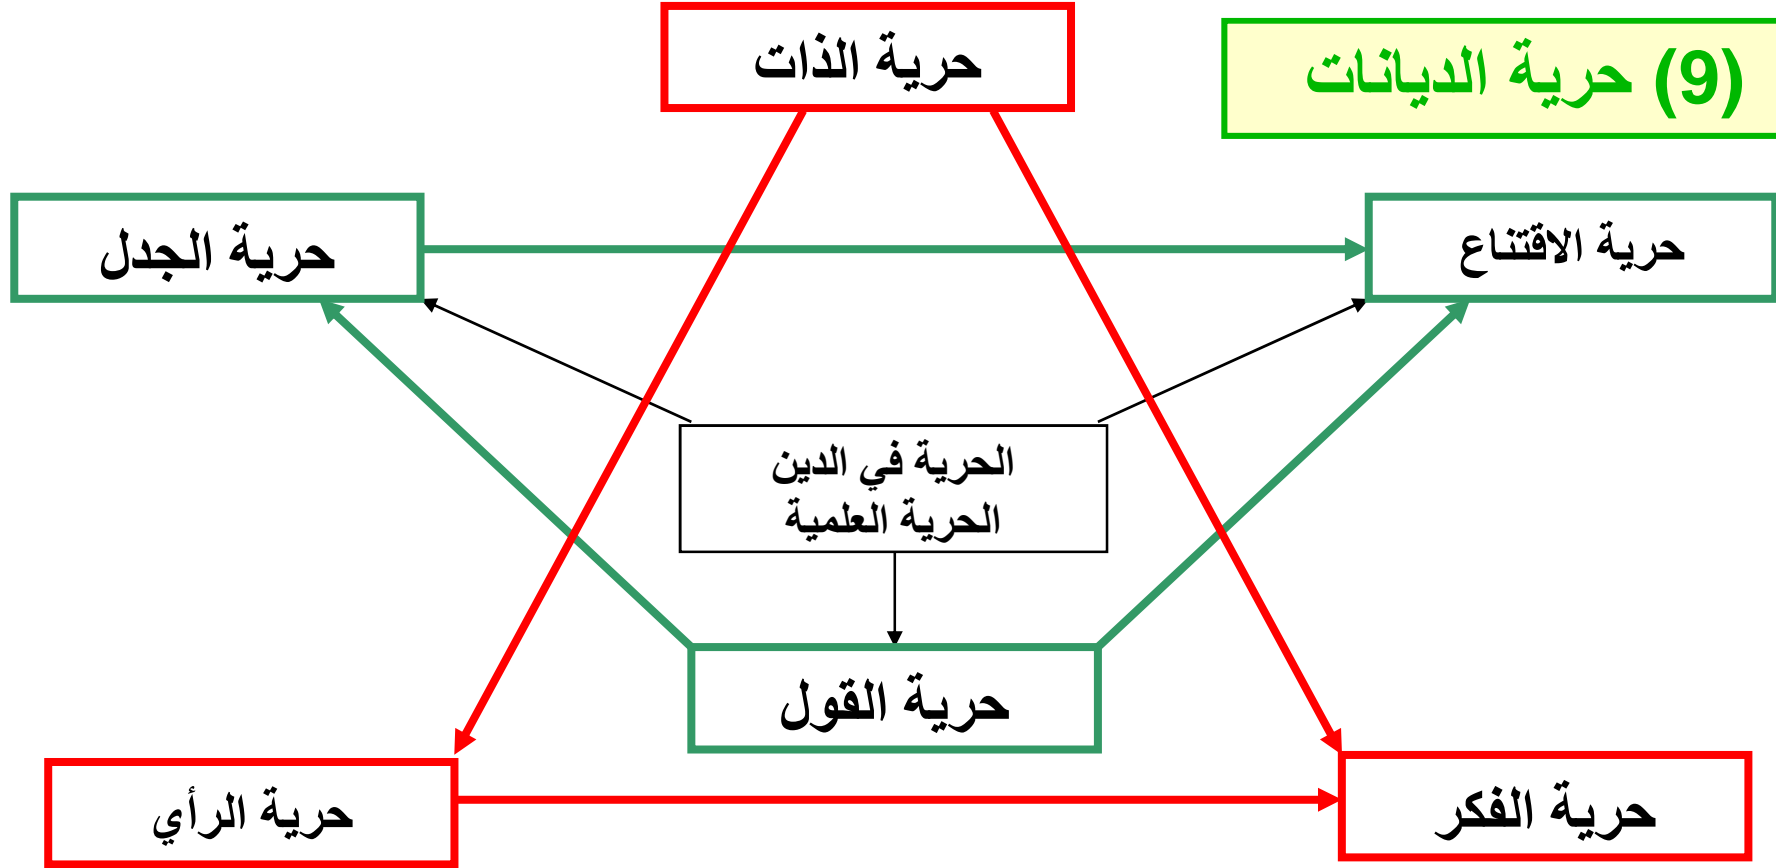 (9) حرية الديانات
حرية الذات
حرية الاقتناع
حرية الجدل
الحرية في الدين
الحرية العلمية
حرية القول
حرية الفكر
حرية الرأي